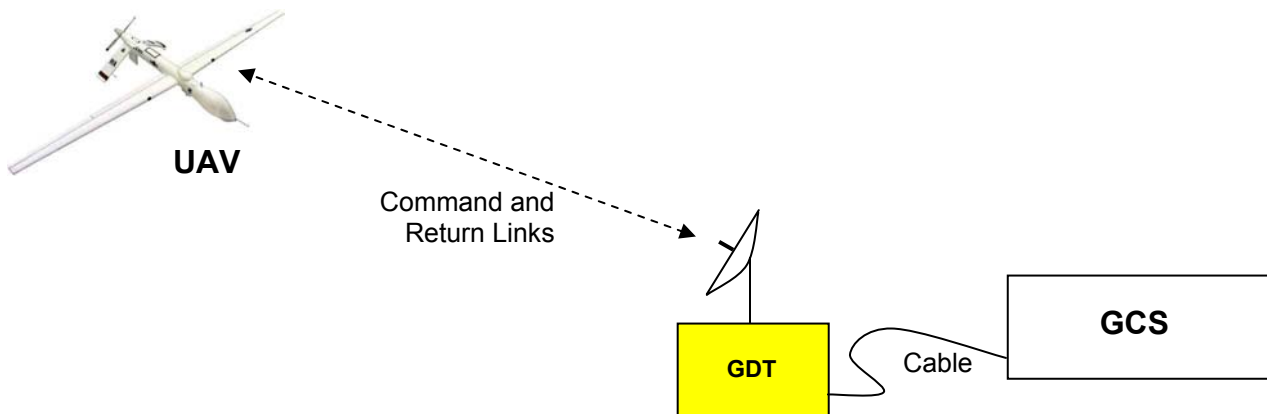 UAV
Command and
Return Links
GDT
Cable
GCS